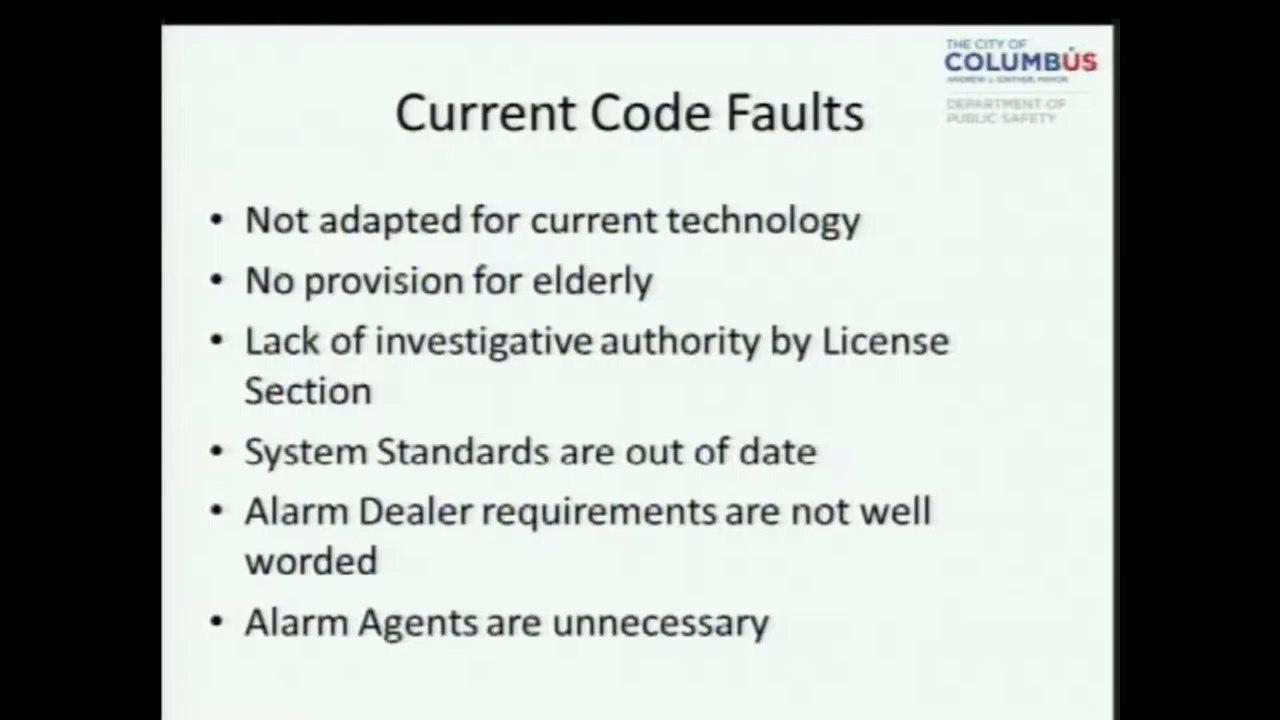 THE CITY OF
COLUMBUS
ANDREW J. GINTHER, MAYOR
DEPARTMENT OF
PUBLIC SAFETY
Current Code Faults
• Not adapted for current technology
• No provision for elderly
• Lack of investigative authority by License
Section
• System Standards are out of date
• Alarm Dealer requirements are not well
worded
• Alarm Agents are unnecessary